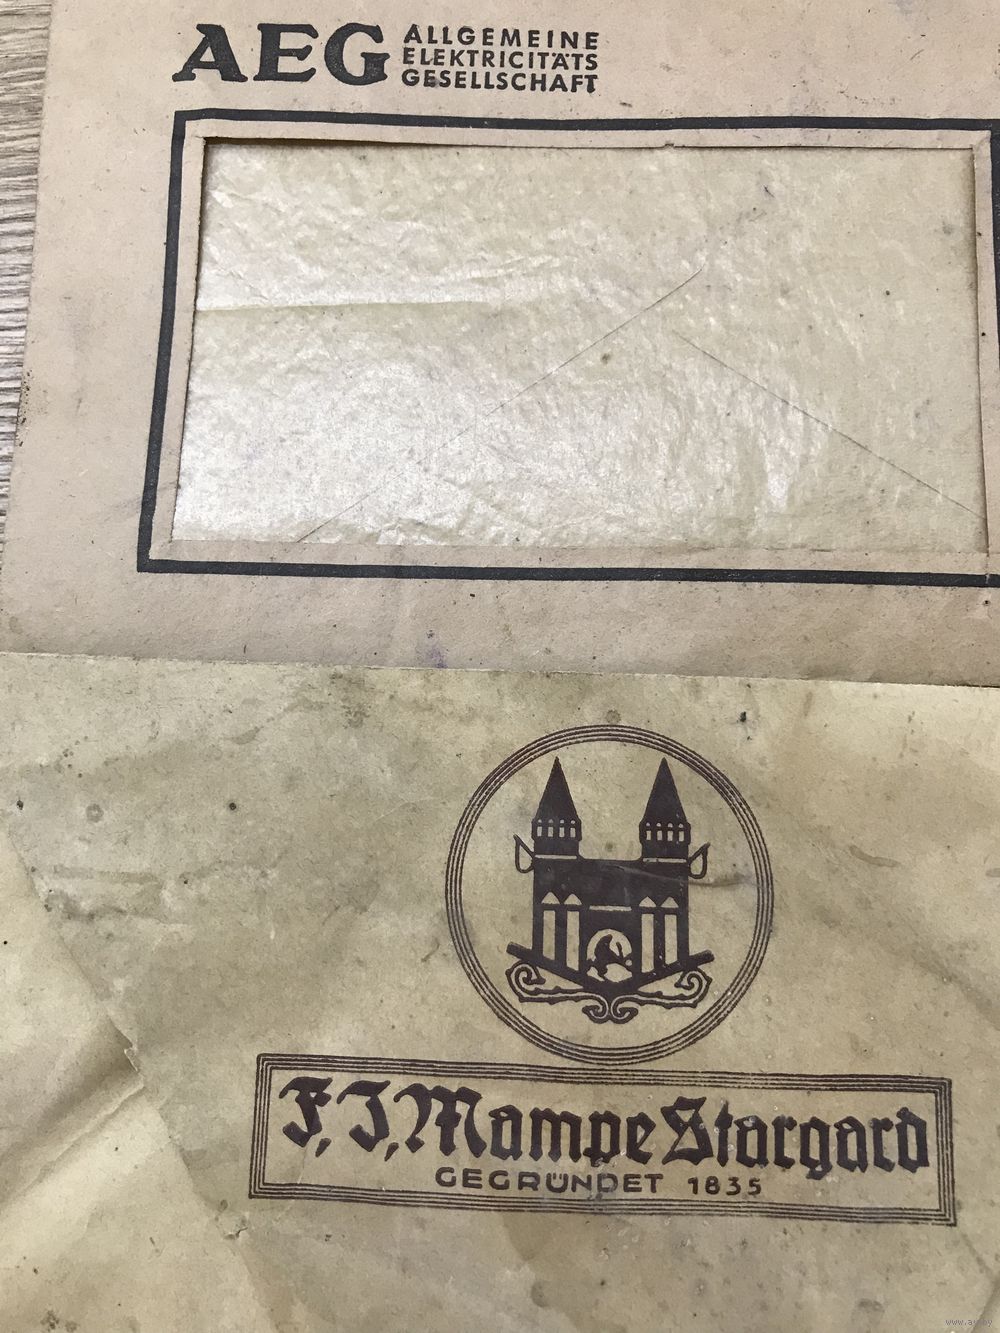 AEG
ALLGEMEINE
ELEKTRICITÄTS
GESELLSCHAFT
F. J. Mampe Stargard
GEGRÜNDET 1835